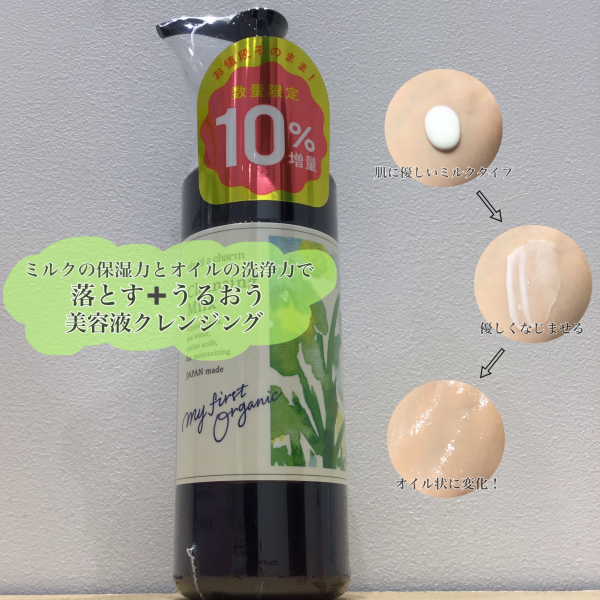 お値段そのまま!
数量限定
10%
増量
肌に優しいミルクタイプ
ミルクの保湿力とオイルの洗浄力で
落とす+うるおう
美容液クレンジング
a charm
amino acids,
moisturizing
JAPAN made
my first
Organic
優しくなじませる
オイル状に変化!